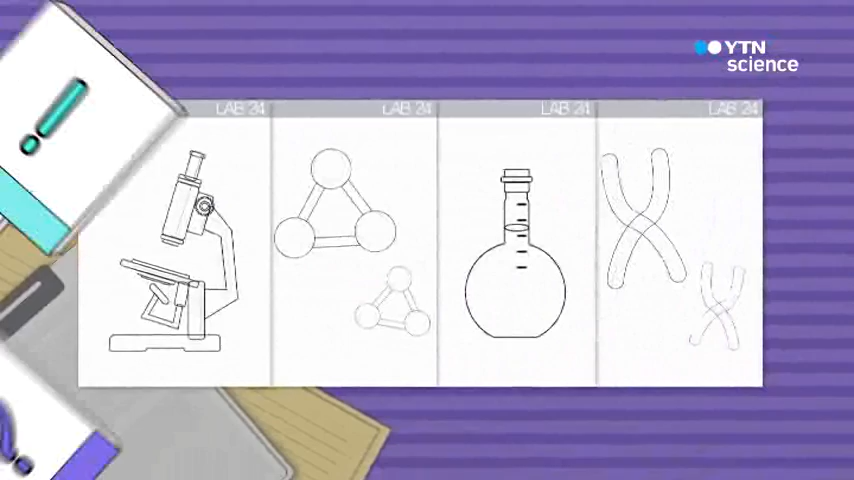 YTN
science
LAB 24
LAB 24
LAB 24
LAB 24
!
?